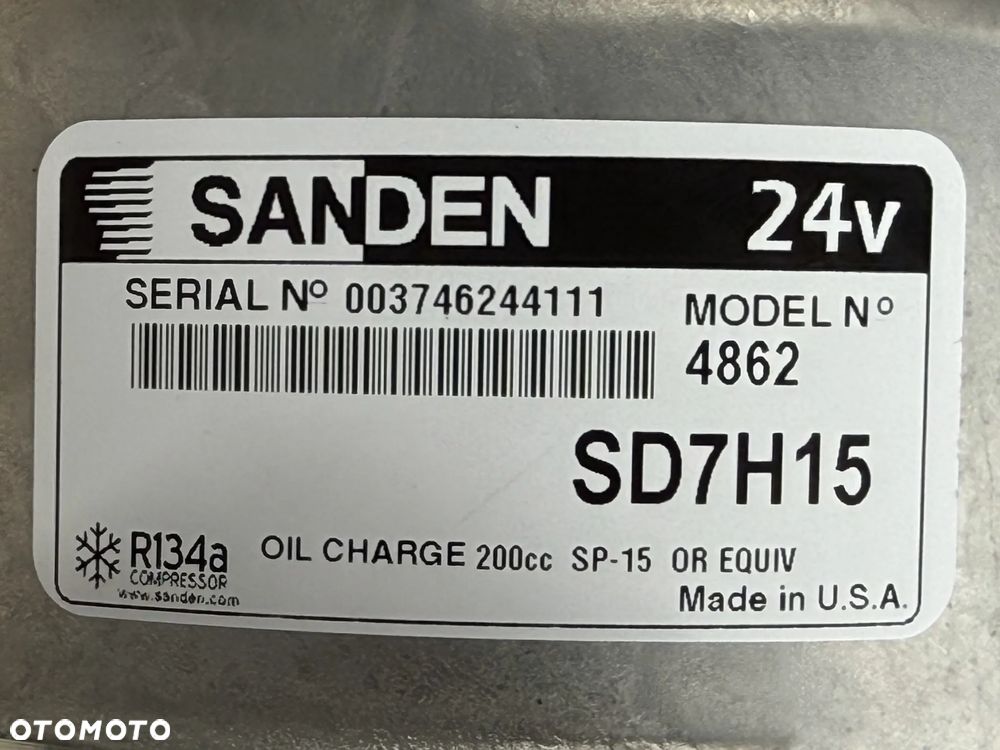 SANDEN 24v
SERIAL Nº 003746244111
MODEL Nº
4862
SD7H15
R134a
COMPRESSOR
www.sanden.com
OIL CHARGE 200cc SP-15 OR EQUIV
Made in U.S.A.
OTOMOTO